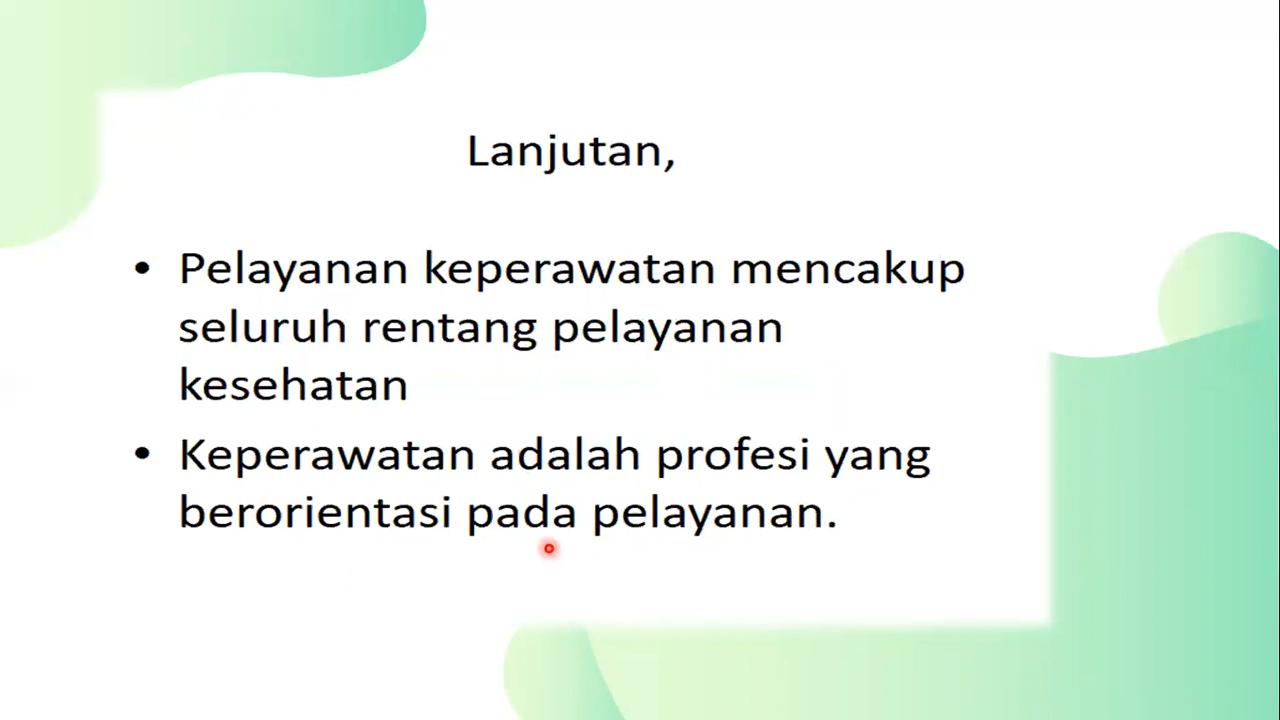 Lanjutan,
• Pelayanan keperawatan mencakup
seluruh rentang pelayanan
kesehatan
• Keperawatan adalah profesi yang
berorientasi pada pelayanan.